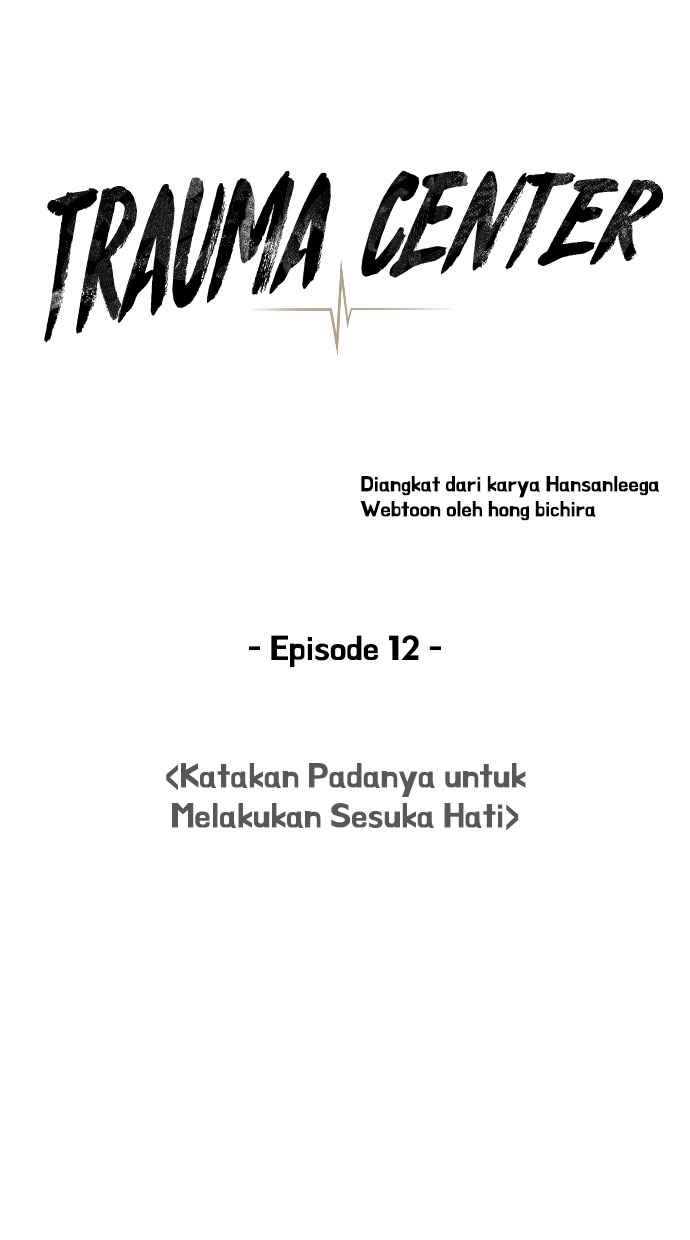 TRAUMA CENTER
Diangkat dari karya Hansanleega
Webtoon oleh hong bichira
- Episode 12 -
<Katakan Padanya untuk
Melakukan Sesuka Hati>